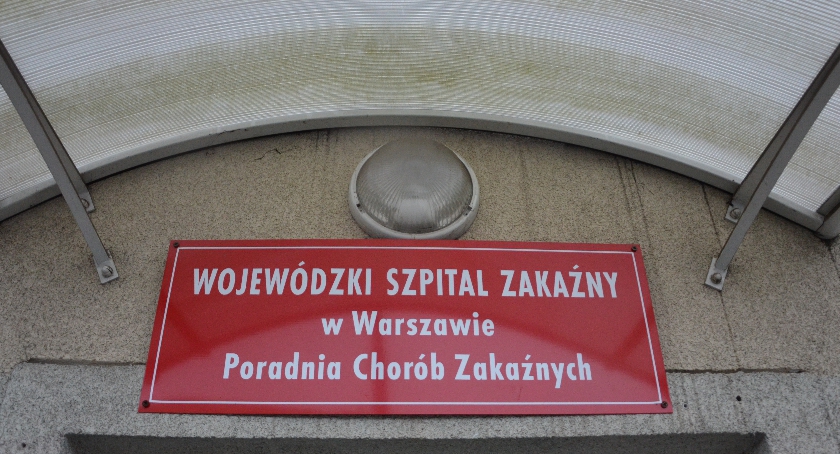 WOJEWÓDZKI SZPITAL ZAKAŹNY
w Warszawie
Poradnia Chorób Zakaźnych